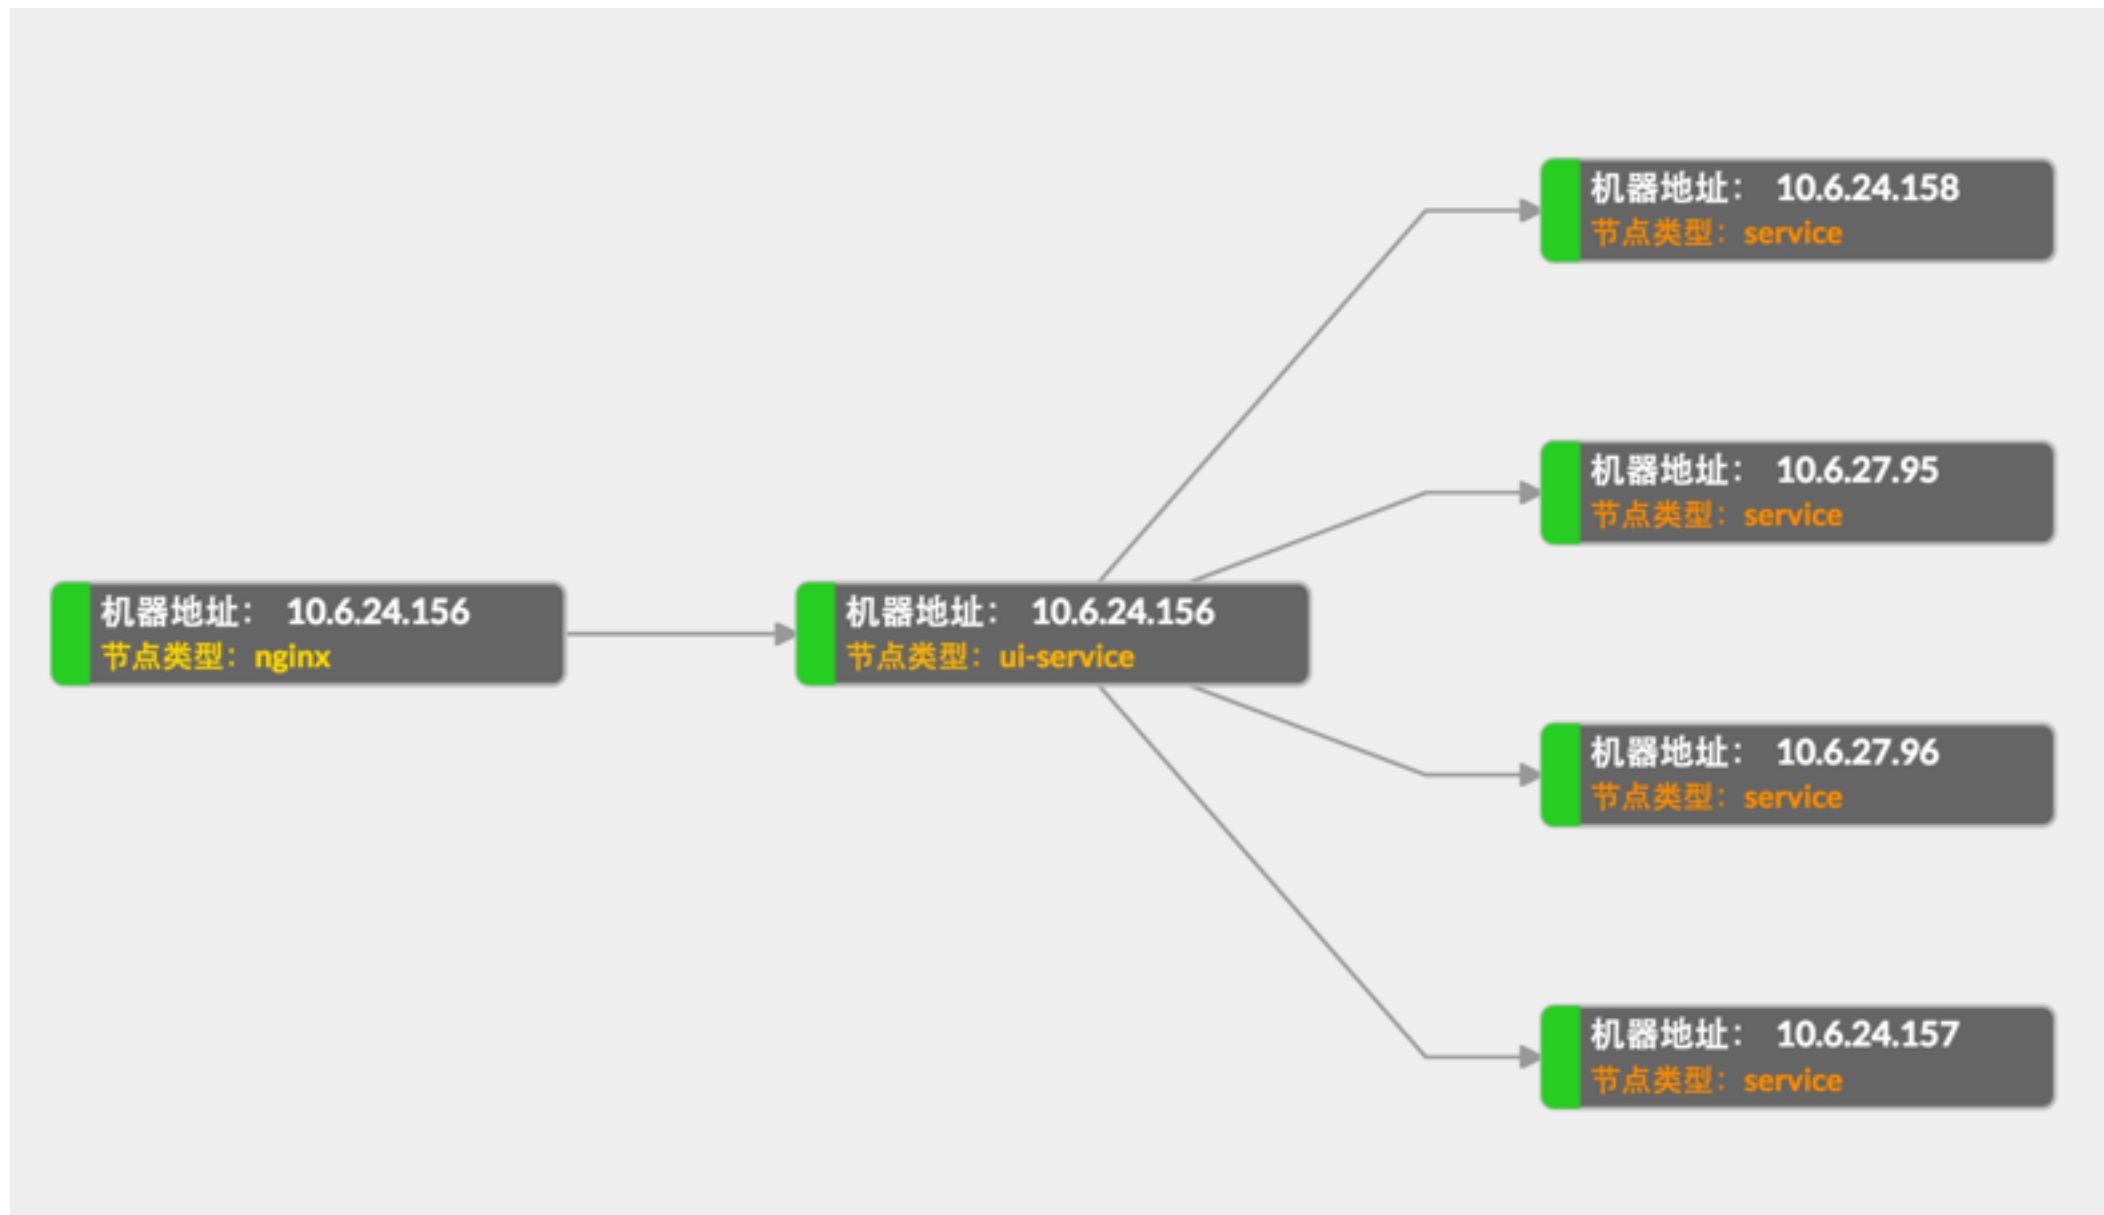 机器地址： 10.6.24.156
节点类型：nginx
机器地址： 10.6.24.156
节点类型：ui-service
机器地址： 10.6.24.158
节点类型：service
机器地址： 10.6.27.95
节点类型：service
机器地址： 10.6.27.96
节点类型：service
机器地址： 10.6.24.157
节点类型：service